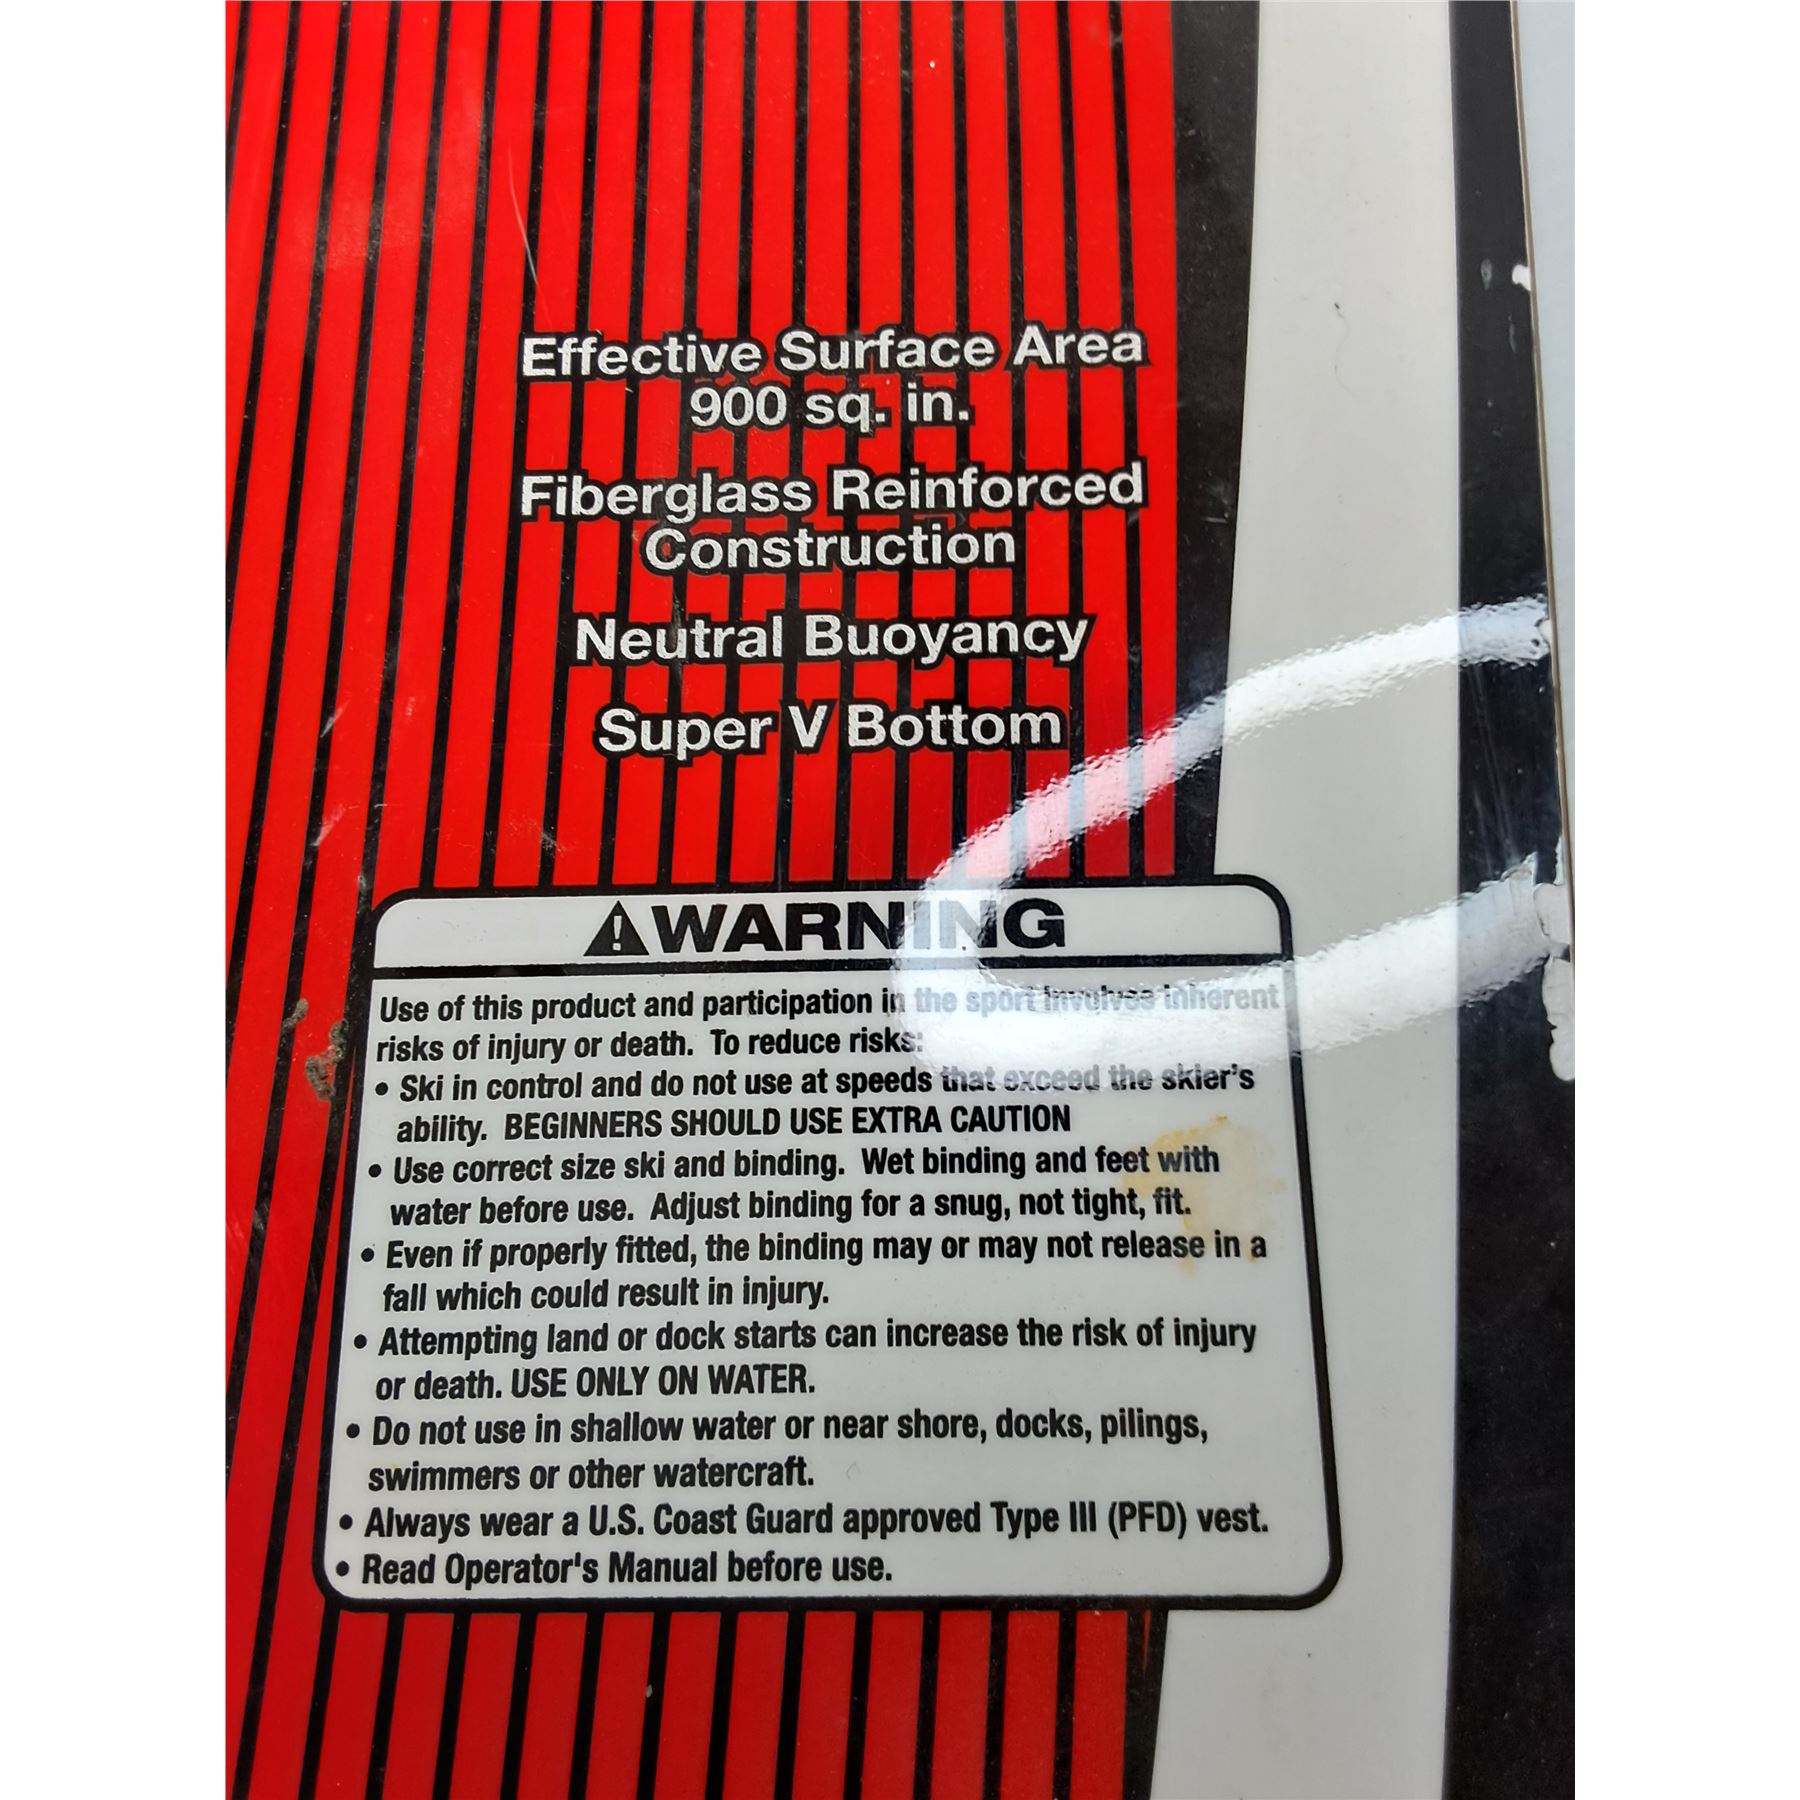 Effective Surface Area
900 sq. in.
Fiberglass Reinforced
Construction
Neutral Buoyancy
Super V Bottom
WARNING
Use of this product and participation in the sport involves inherent
risks of injury or death. To reduce risks:
• Ski in control and do not use at speeds that exceed the skier's
ability. BEGINNERS SHOULD USE EXTRA CAUTION
• Use correct size ski and binding. Wet binding and feet with
water before use. Adjust binding for a snug, not tight, fit.
• Even if properly fitted, the binding may or may not release in a
fall which could result in injury.
• Attempting land or dock starts can increase the risk of injury
or death. USE ONLY ON WATER.
• Do not use in shallow water or near shore, docks, pilings,
swimmers or other watercraft.
• Always wear a U.S. Coast Guard approved Type III (PFD) vest.
• Read Operator's Manual before use.